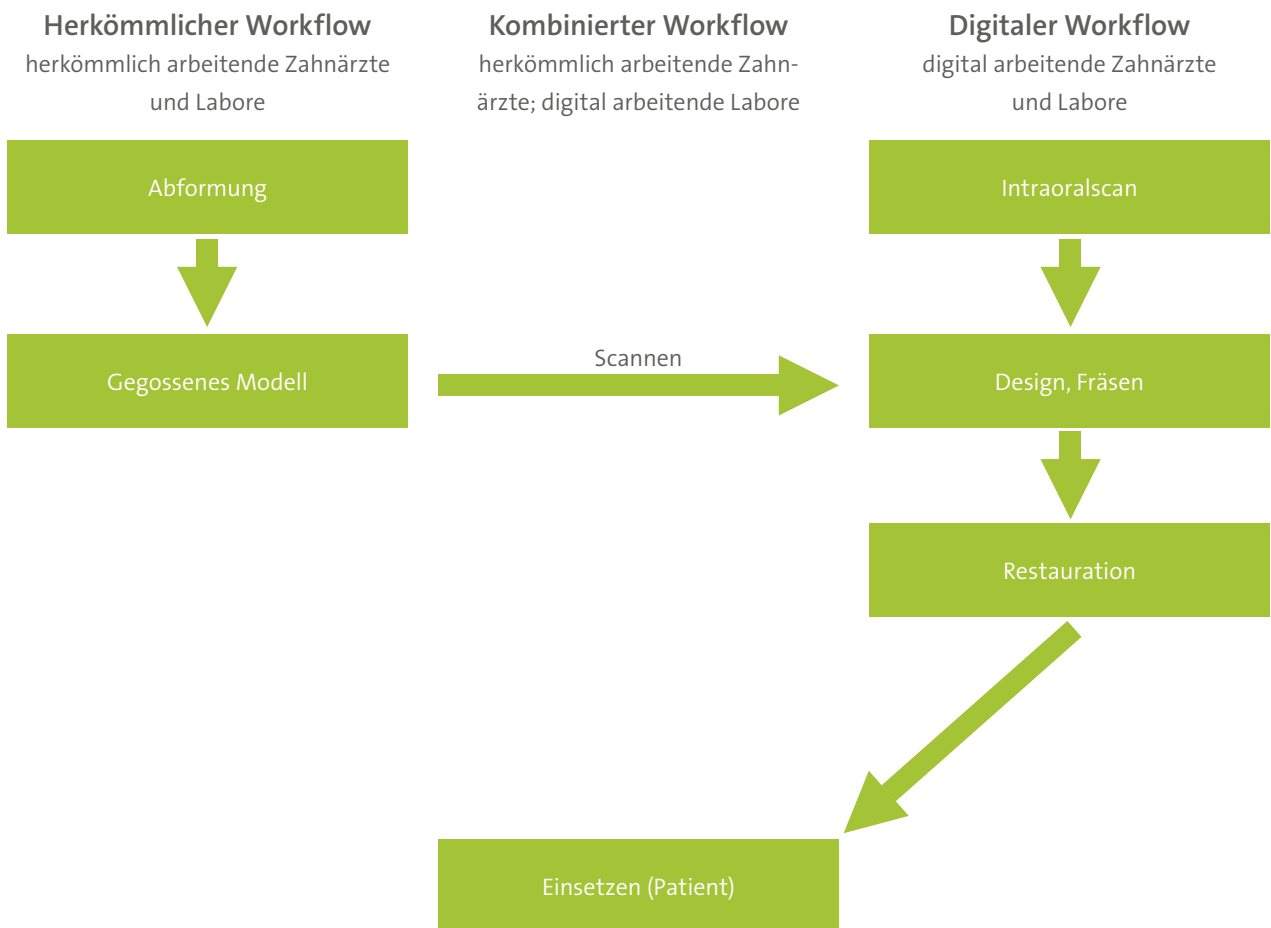 Herkömmlicher Workflow
herkömmlich arbeitende Zahnärzte
und Labore
Kombinierter Workflow
herkömmlich arbeitende Zahn-
ärzte; digital arbeitende Labore
Digitaler Workflow
digital arbeitende Zahnärzte
und Labore
Abformung
Intraoralscan
Gegossenes Modell
Scannen
Design, Fräsen
Restauration
Einsetzen (Patient)